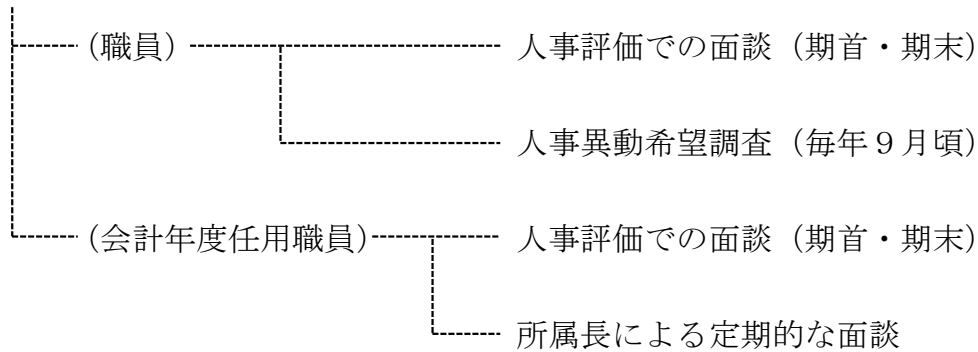 （職員）
人事評価での面談（期首・期末）
人事異動希望調査（毎年９月頃）
（会計年度任用職員）
人事評価での面談（期首・期末）
所属長による定期的な面談